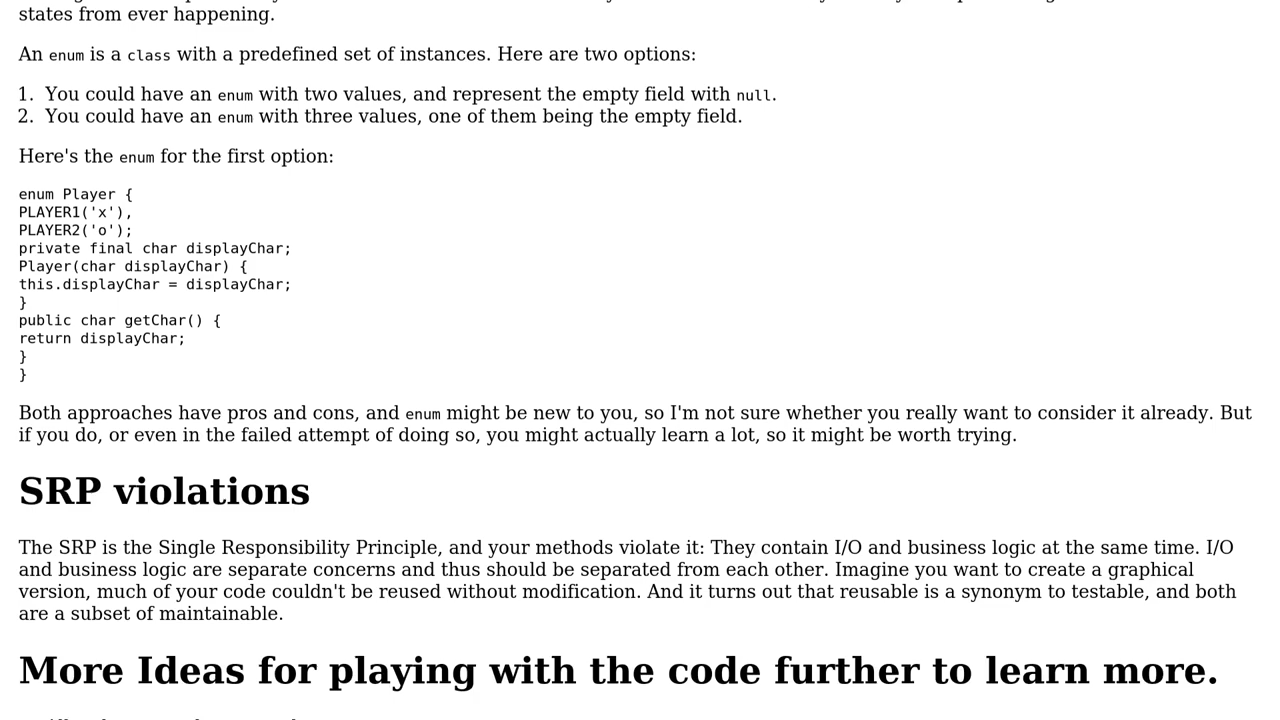 states from ever happening.
An enum is a class with a predefined set of instances. Here are two options:
1. You could have an enum with two values, and represent the empty field with null.
2. You could have an enum with three values, one of them being the empty field.
Here's the enum for the first option:
enum Player {
PLAYER1('x'),
PLAYER2('o');
private final char displayChar;
Player(char displayChar) {
this.displayChar = displayChar;
}
public char getChar() {
return displayChar;
}
}
Both approaches have pros and cons, and enum might be new to you, so I'm not sure whether you really want to consider it already. But
if you do, or even in the failed attempt of doing so, you might actually learn a lot, so it might be worth trying.
SRP violations
The SRP is the Single Responsibility Principle, and your methods violate it: They contain I/O and business logic at the same time. I/O
and business logic are separate concerns and thus should be separated from each other. Imagine you want to create a graphical
version, much of your code couldn't be reused without modification. And it turns out that reusable is a synonym to testable, and both
are a subset of maintainable.
More Ideas for playing with the code further to learn more.